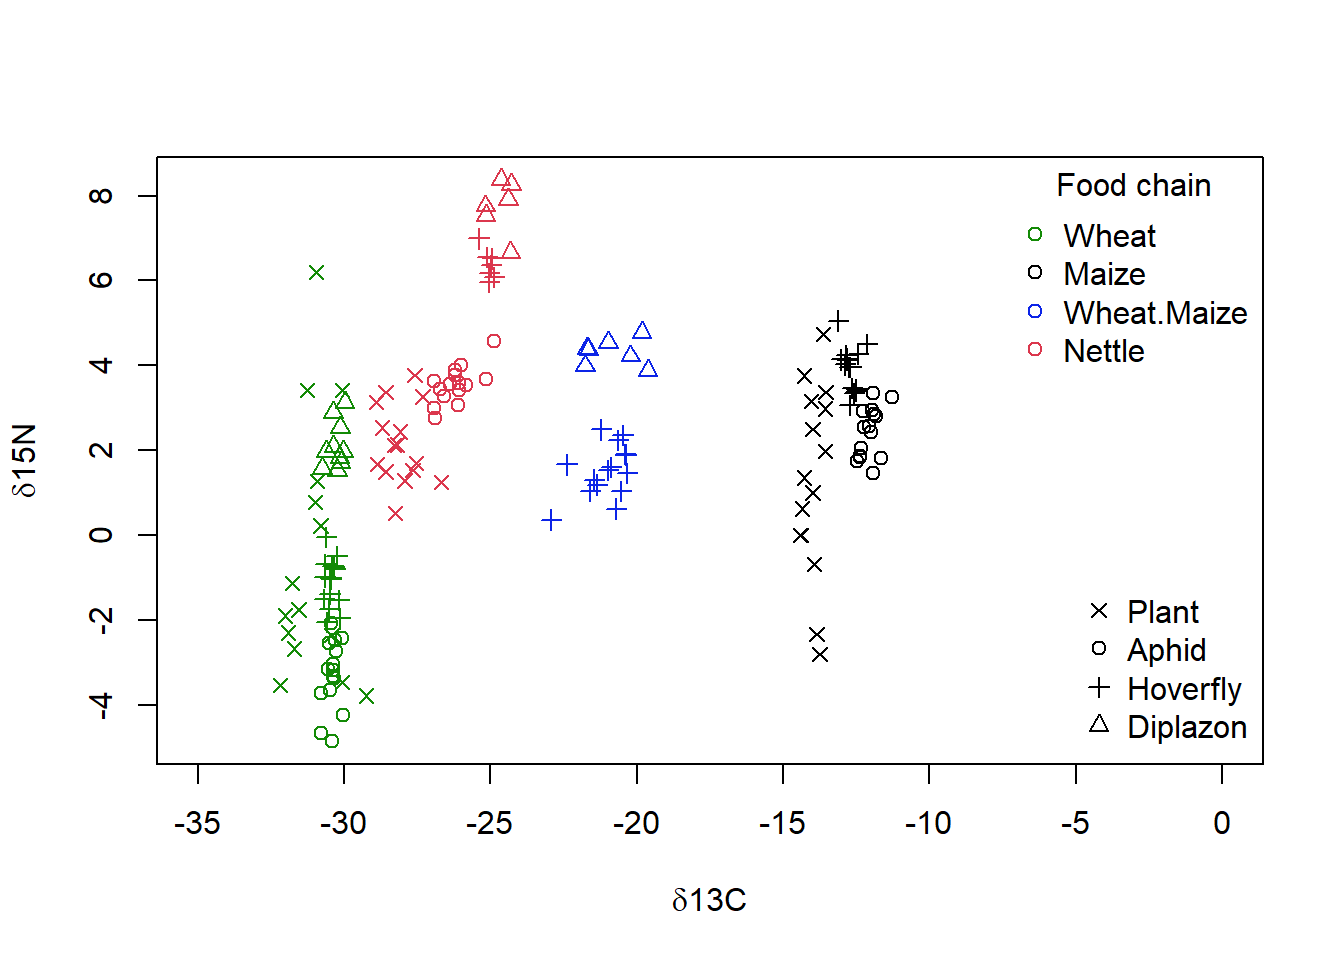 Food chain
Wheat
Maize
Wheat.Maize
Nettle
Plant
Aphid
Hoverfly
Diplazon
8
6
4
2
0
-2
-4
δ15N
-35 -30 -25 -20 -15 -10 -5 0
δ13C